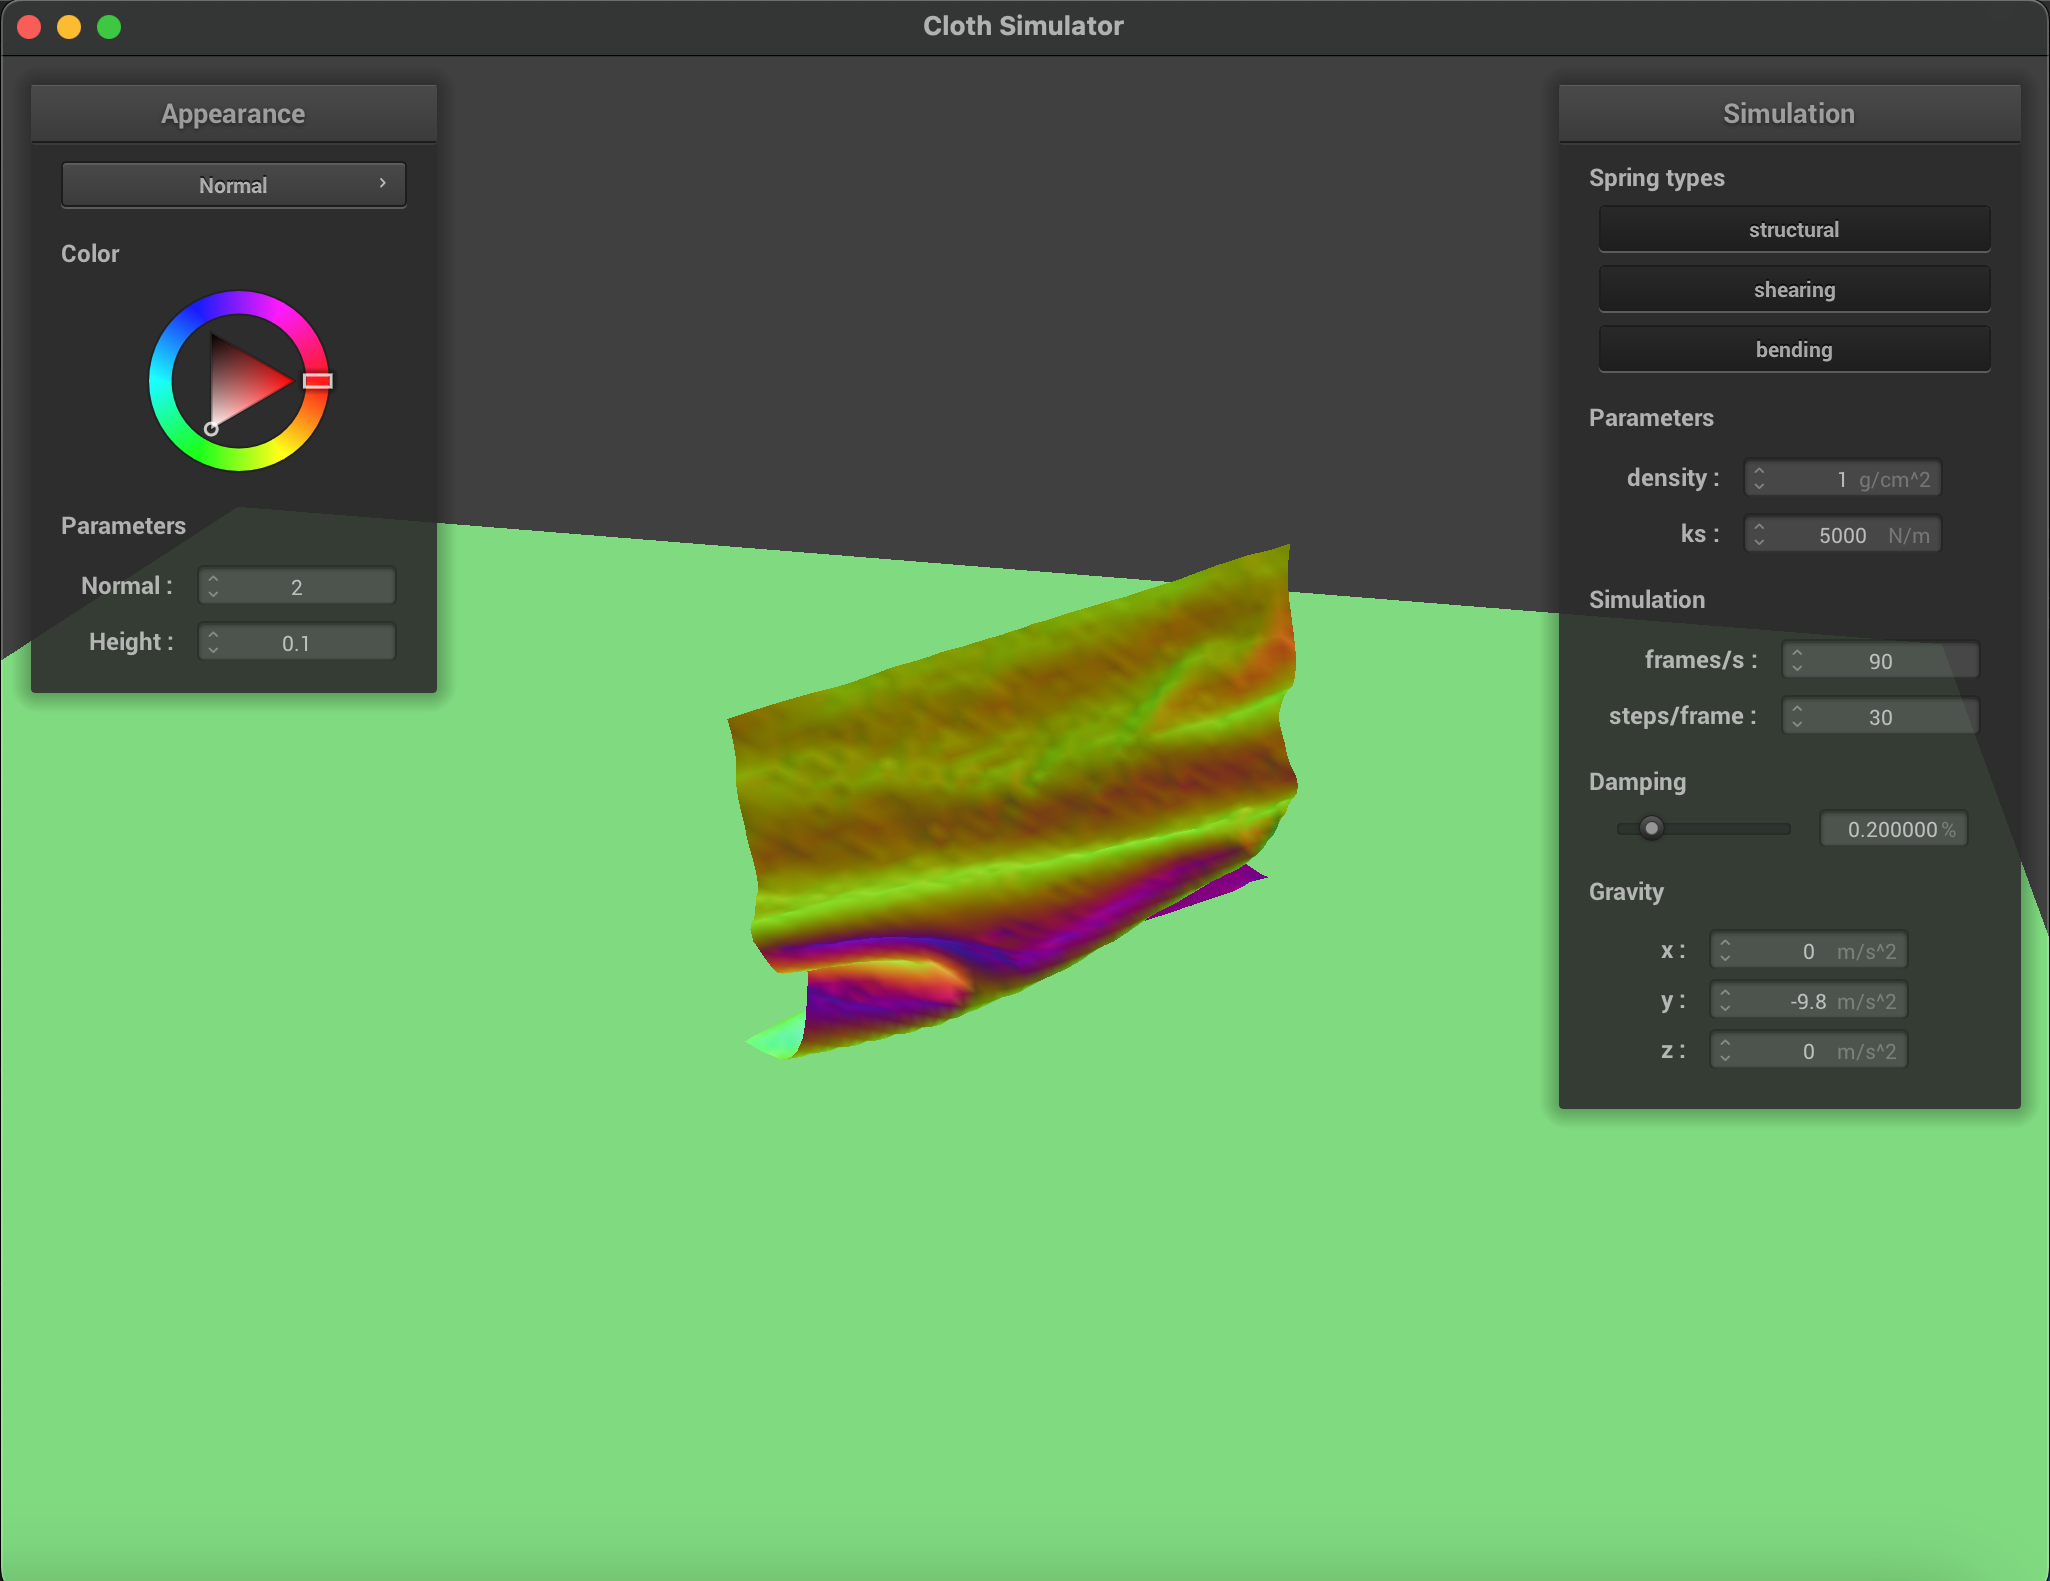 Cloth Simulator
Appearance
Normal
Color
Parameters
Normal : 2
Height : 0.1
Simulation
Spring types
structural
shearing
bending
Parameters
density : 1 g/cm^2
ks : 5000 N/m
Simulation
frames/s : 90
steps/frame : 30
Damping
0.200000 %
Gravity
x : 0 m/s^2
y : -9.8 m/s^2
z : 0 m/s^2